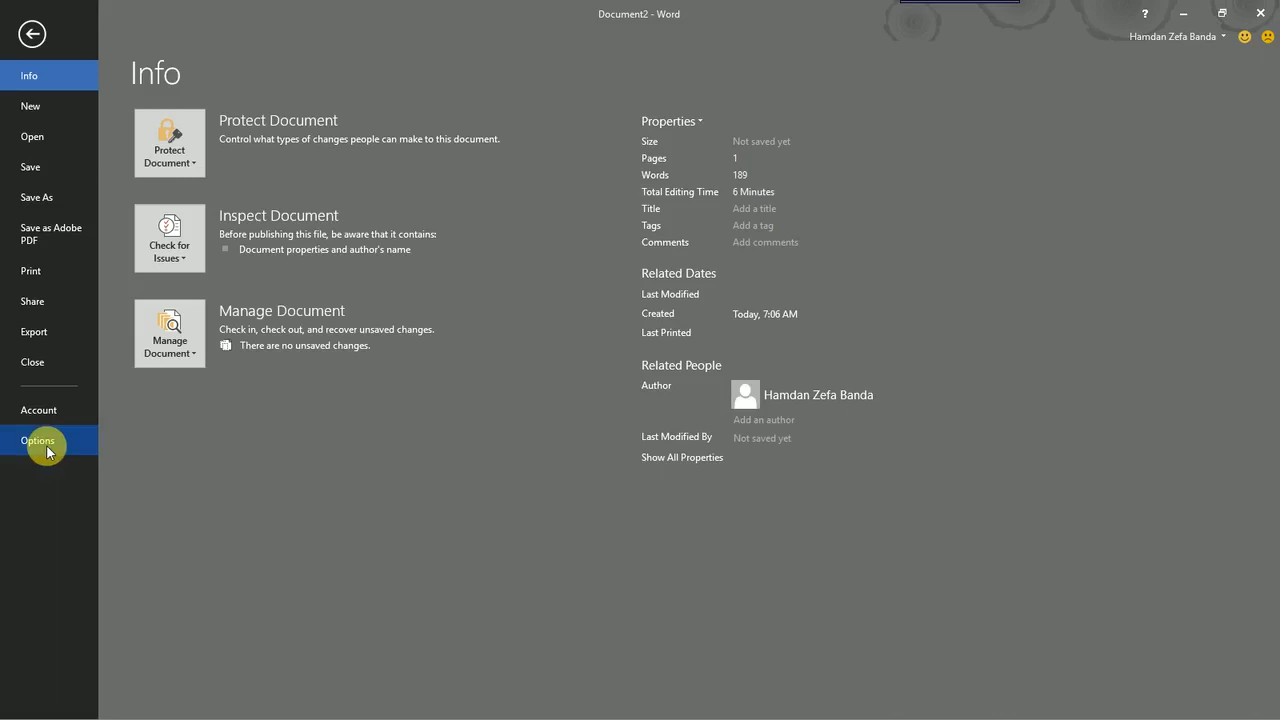 Document2 - Word
?
Hamdan Zefa Banda
Info
New
Open
Save
Save As
Save as Adobe
PDF
Print
Share
Export
Close
Account
Options
Info
Protect
Document
Protect Document
Control what types of changes people can make to this document.
Check for
Issues
Inspect Document
Before publishing this file, be aware that it contains:
Document properties and author's name
Manage
Document
Manage Document
Check in, check out, and recover unsaved changes.
There are no unsaved changes.
Properties
Size Not saved yet
Pages 1
Words 189
Total Editing Time 6 Minutes
Title Add a title
Tags Add a tag
Comments Add comments
Related Dates
Last Modified
Created Today, 7:06 AM
Last Printed
Related People
Author Hamdan Zefa Banda
Add an author
Last Modified By Not saved yet
Show All Properties